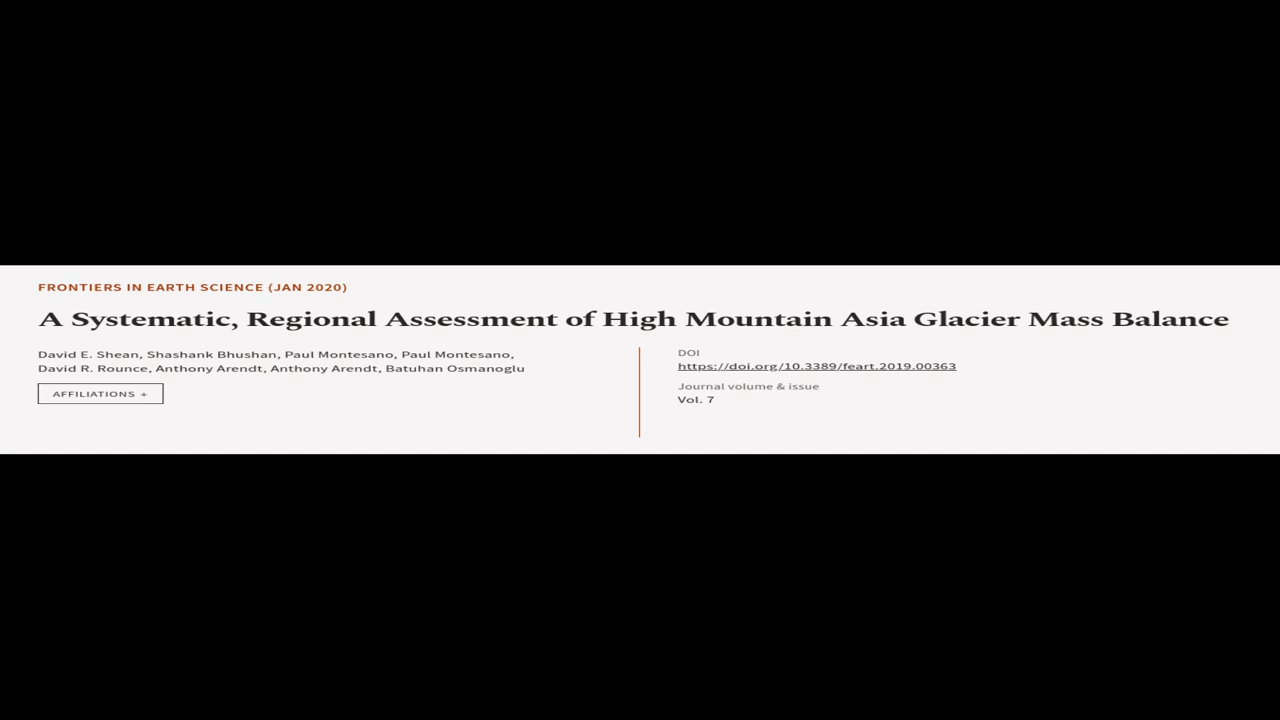 FRONTIERS IN EARTH SCIENCE (JAN 2020)
A Systematic, Regional Assessment of High Mountain Asia Glacier Mass Balance
David E. Shean, Shashank Bhushan, Paul Montesano, Paul Montesano,
David R. Rounce, Anthony Arendt, Anthony Arendt, Batuhan Osmanoglu
AFFILIATIONS +
DOI
https://doi.org/10.3389/feart.2019.00363
Journal volume & issue
Vol. 7